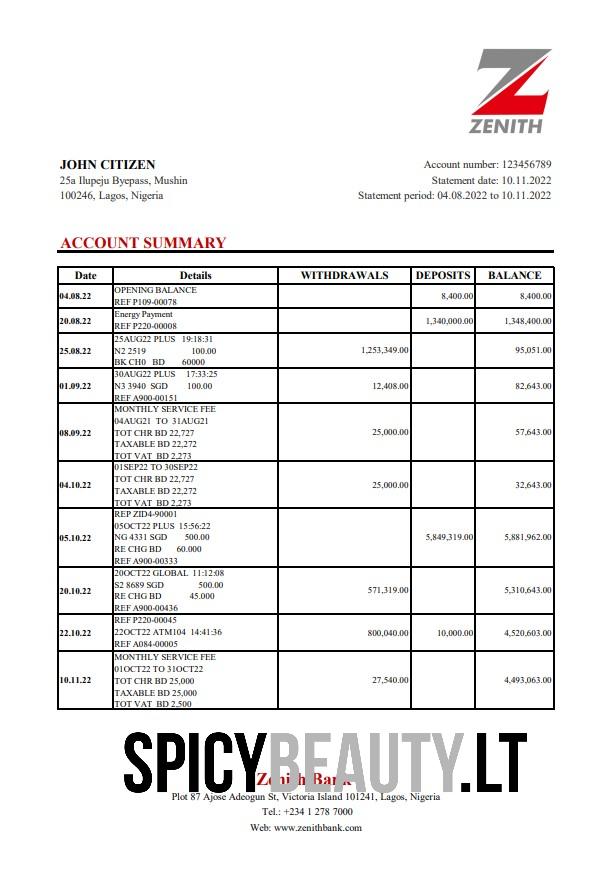 ZENITH
JOHN CITIZEN
25a Ilupeju Byepass, Mushin
100246, Lagos, Nigeria
Account number: 123456789
Statement date: 10.11.2022
Statement period: 04.08.2022 to 10.11.2022
ACCOUNT SUMMARY
Date Details WITHDRAWALS DEPOSITS BALANCE
04.08.22 OPENING BALANCE 8,400.00 8,400.00
REF P109-00078
20.08.22 Energy Payment 1,340,000.00 1,348,400.00
REF P220-00008
25.08.22 25AUG22 PLUS 19:18:31 1,253,349.00 95,051.00
N2 2519 100.00
BK CH0 BD 60000
01.09.22 30AUG22 PLUS 17:33:25 12,408.00 82,643.00
N3 3940 SGD 100.00
REF A900-00151
08.09.22 MONTHLY SERVICE FEE 25,000.00 57,643.00
04AUG21 TO 31AUG21
TOT CHR BD 22,727
TAXABLE BD 22,272
TOT VAT BD 2,273
04.10.22 01SEP22 TO 30SEP22 25,000.00 32,643.00
TOT CHR BD 22,727
TAXABLE BD 22,272
TOT VAT BD 2,273
05.10.22 REP ZID4-90001 5,849,319.00 5,881,962.00
05OCT22 PLUS 15:56:22
NG 4331 SGD 500.00
RE CHG BD 60.000
REF A900-00333
20.10.22 20OCT22 GLOBAL 11:12:08 571,319.00 5,310,643.00
S2 8689 SGD 500.00
RE CHG BD 45.000
REF A900-00436
22.10.22 REF P220-00045 800,040.00 10,000.00 4,520,603.00
22OCT22 ATM104 14:41:36
REF A084-00005
10.11.22 MONTHLY SERVICE FEE 27,540.00 4,493,063.00
01OCT22 TO 31OCT22
TOT CHR BD 25,000
TAXABLE BD 25,000
TOT VAT BD 2,500
SPICYBEAUTY.LT
Zenith Bank
Plot 87 Ajose Adeogun St, Victoria Island 101241, Lagos, Nigeria
Tel.: +234 1 278 7000
Web: www.zenithbank.com